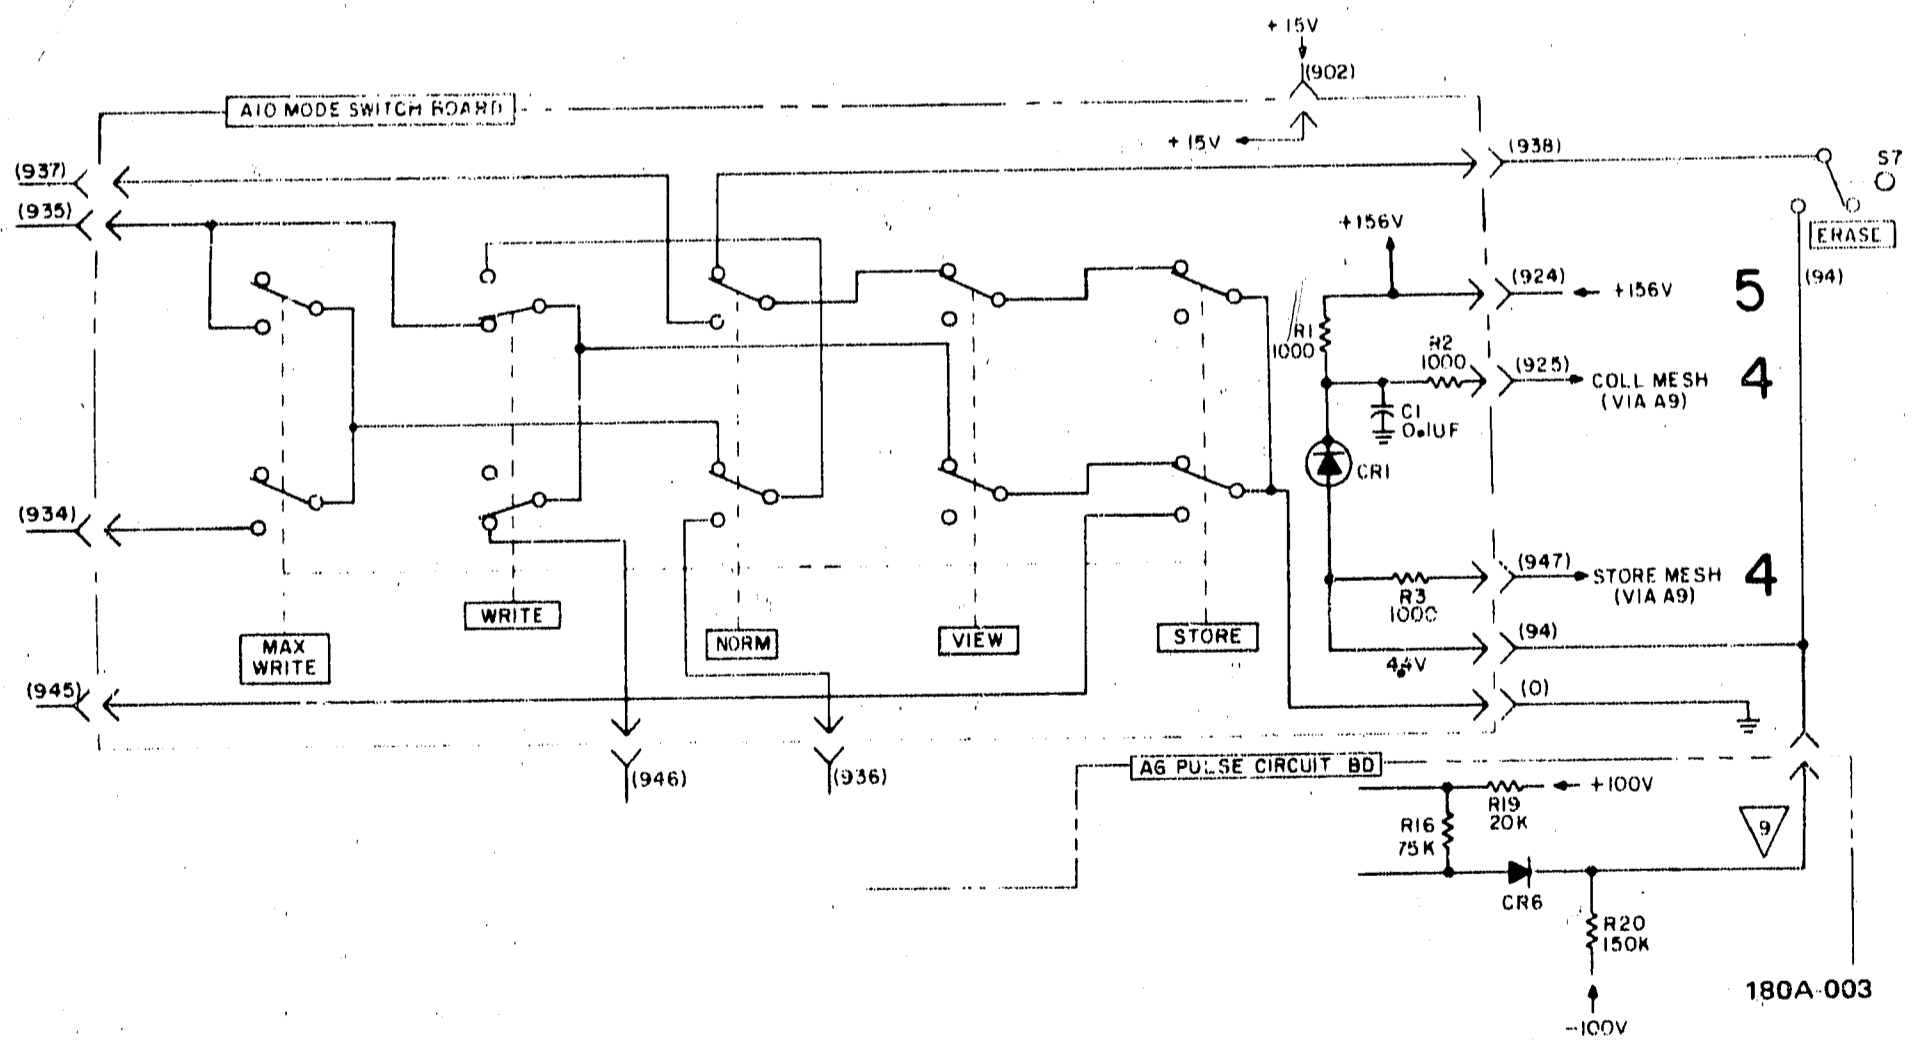 +15V
(902)
A10 MODE SWITCH BOARD
+15V
(937)
(938)
S7
(935)
+156V
ERASE
(924)
+156V
5
(94)
R1
1000
R2
1000
(925)
COLL MESH
(VIA A9)
4
C1
0.1UF
CR1
(934)
(947)
STORE MESH
(VIA A9)
4
R3
1000
WRITE
MAX
WRITE
NORM
VIEW
STORE
(94)
4.4V
(945)
(0)
(946)
(936)
A6 PULSE CIRCUIT BD
+100V
R19
20K
R16
75K
9
CR6
R20
150K
180A-003
-100V